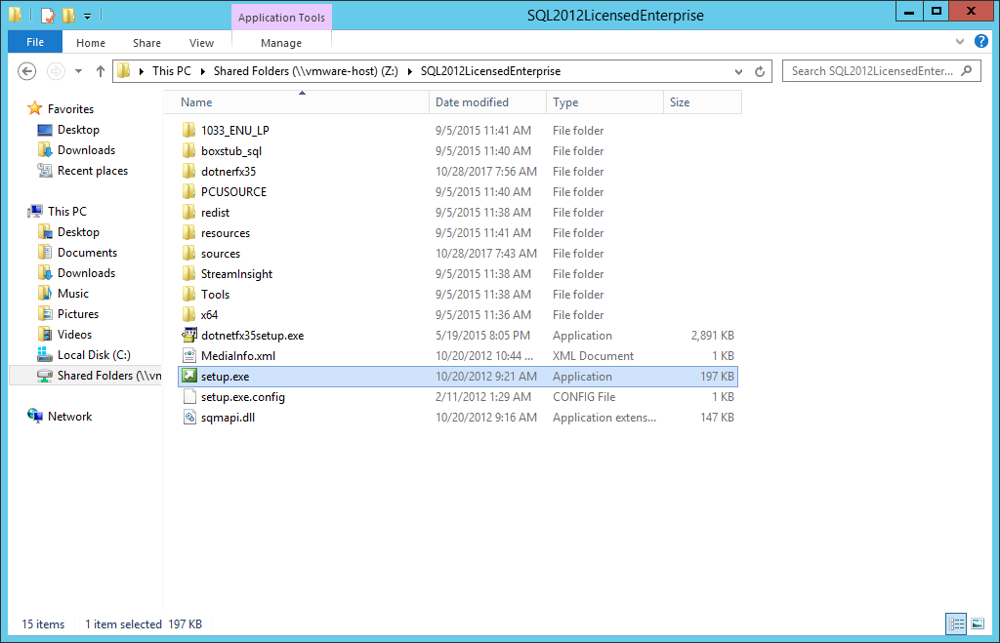 Application Tools
SQL2012LicensedEnterprise
File Home Share View Manage
This PC Shared Folders (\\vmware-host) (Z:) SQL2012LicensedEnterprise
Search SQL2012LicensedEnter...
Favorites
Desktop
Downloads
Recent places
This PC
Desktop
Documents
Downloads
Music
Pictures
Videos
Local Disk (C:)
Shared Folders (\\vn
Network
Name Date modified Type Size
1033_ENU_LP 9/5/2015 11:41 AM File folder
boxstub_sql 9/5/2015 11:40 AM File folder
dotnerfx35 10/28/2017 7:56 AM File folder
PCUSOURCE 9/5/2015 11:40 AM File folder
redist 9/5/2015 11:38 AM File folder
resources 9/5/2015 11:41 AM File folder
sources 10/28/2017 7:43 AM File folder
StreamInsight 9/5/2015 11:38 AM File folder
Tools 9/5/2015 11:38 AM File folder
x64 9/5/2015 11:36 AM File folder
dotnetfx35setup.exe 5/19/2015 8:05 PM Application 2,891 KB
MediaInfo.xml 10/20/2012 10:44 ... XML Document 1 KB
setup.exe 10/20/2012 9:21 AM Application 197 KB
setup.exe.config 2/11/2012 1:29 AM CONFIG File 1 KB
sqmapi.dll 10/20/2012 9:16 AM Application extens... 147 KB
15 items 1 item selected 197 KB